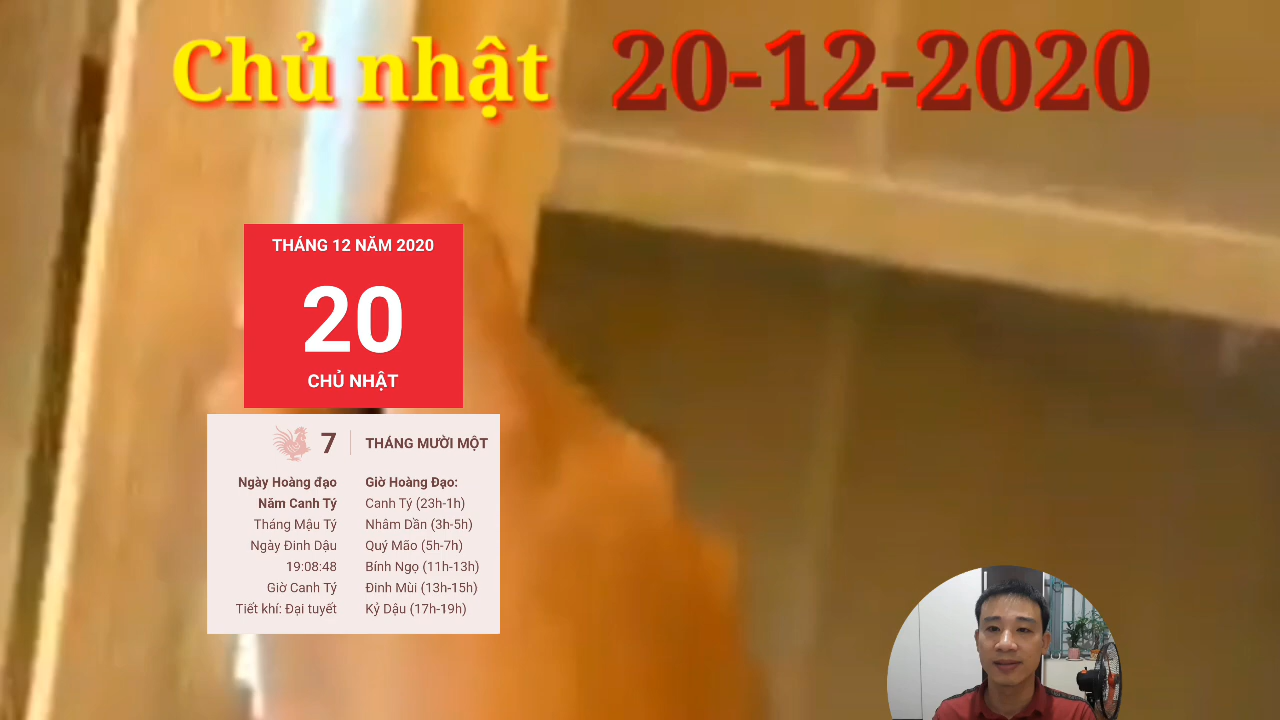 Chủ nhật 20-12-2020
THÁNG 12 NĂM 2020
20
CHỦ NHẬT
7 THÁNG MƯỜI MỘT
Ngày Hoàng đạo
Năm Canh Tý
Tháng Mậu Tý
Ngày Đinh Dậu
19:08:48
Giờ Canh Tý
Tiết khí: Đại tuyết
Giờ Hoàng Đạo:
Canh Tý (23h-1h)
Nhâm Dần (3h-5h)
Quý Mão (5h-7h)
Bính Ngọ (11h-13h)
Đinh Mùi (13h-15h)
Kỷ Dậu (17h-19h)